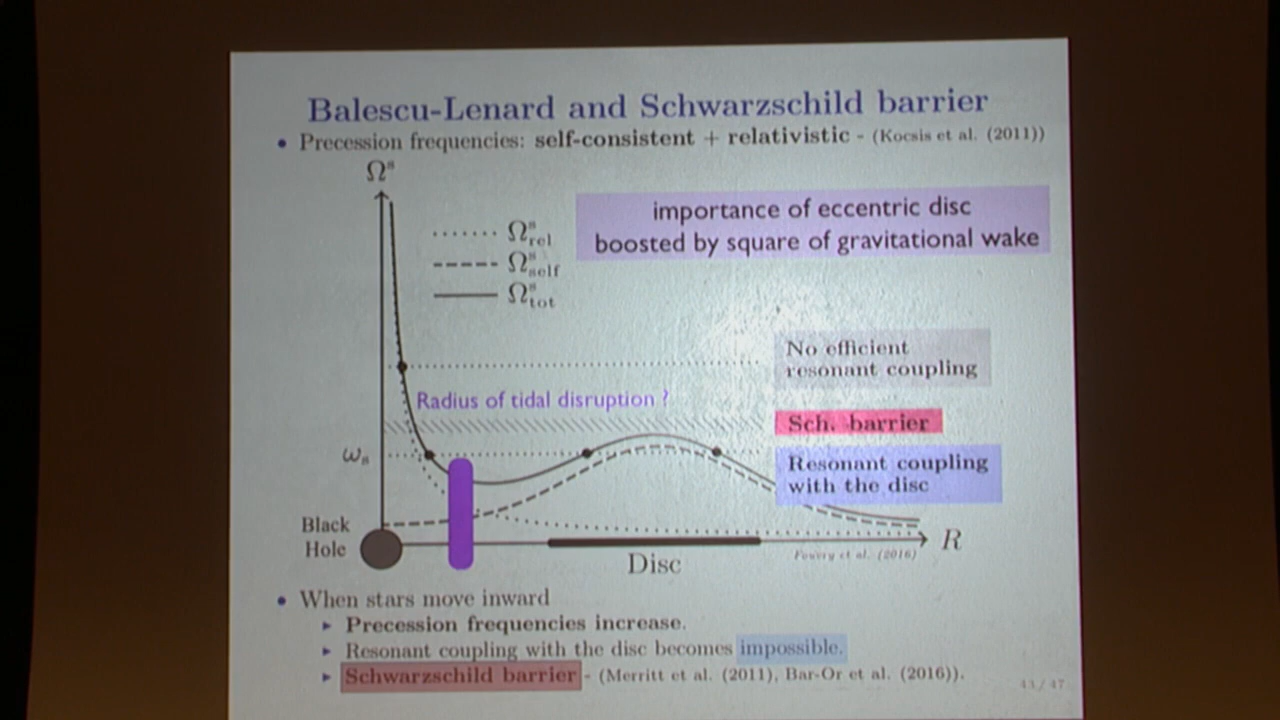 Balescu-Lenard and Schwarzschild barrier
• Precession frequencies: self-consistent + relativistic - (Kocsis et al. (2011))
Ωˢ
importance of eccentric disc
boosted by square of gravitational wake
Ωˢrel
Ωˢself
Ωˢtot
No efficient
resonant coupling
Radius of tidal disruption ?
Sch. barrier
ωs
Resonant coupling
with the disc
Black
Hole
R
Disc
et al. (2016)
• When stars move inward
► Precession frequencies increase.
► Resonant coupling with the disc becomes impossible.
► Schwarzschild barrier - (Merritt et al. (2011), Bar-Or et al. (2016)).
43 / 47